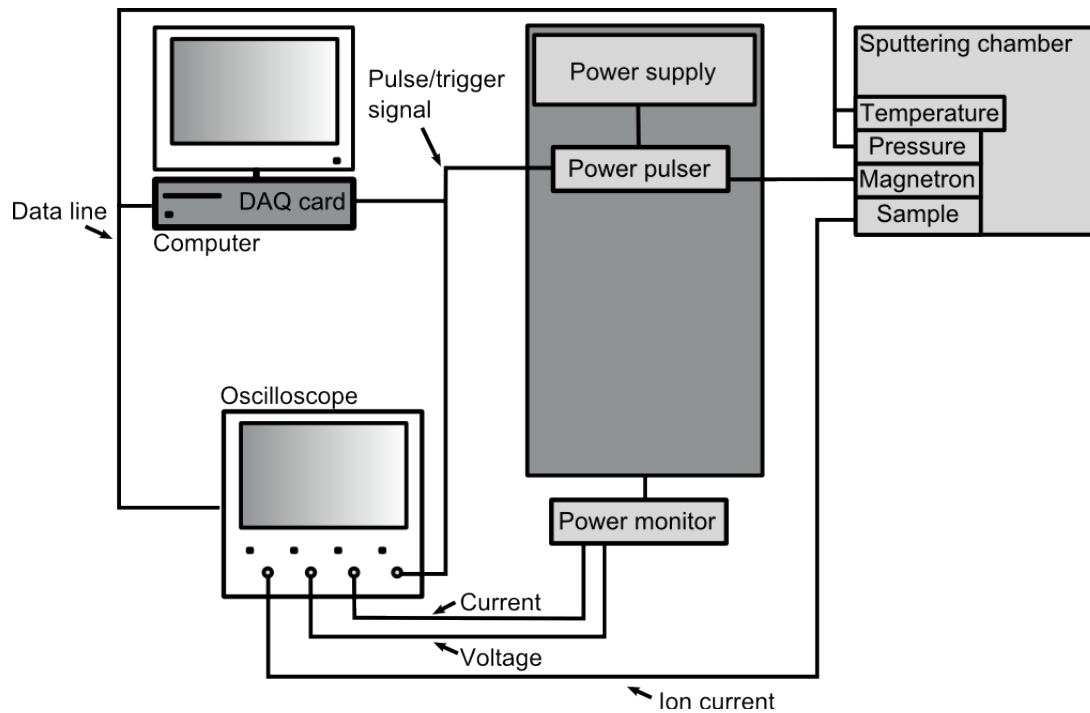 Sputtering chamber
Power supply
Pulse/trigger
signal
Temperature
Pressure
Power pulser
Magnetron
DAQ card
Sample
Data line
Computer
Oscilloscope
Power monitor
Current
Voltage
Ion current